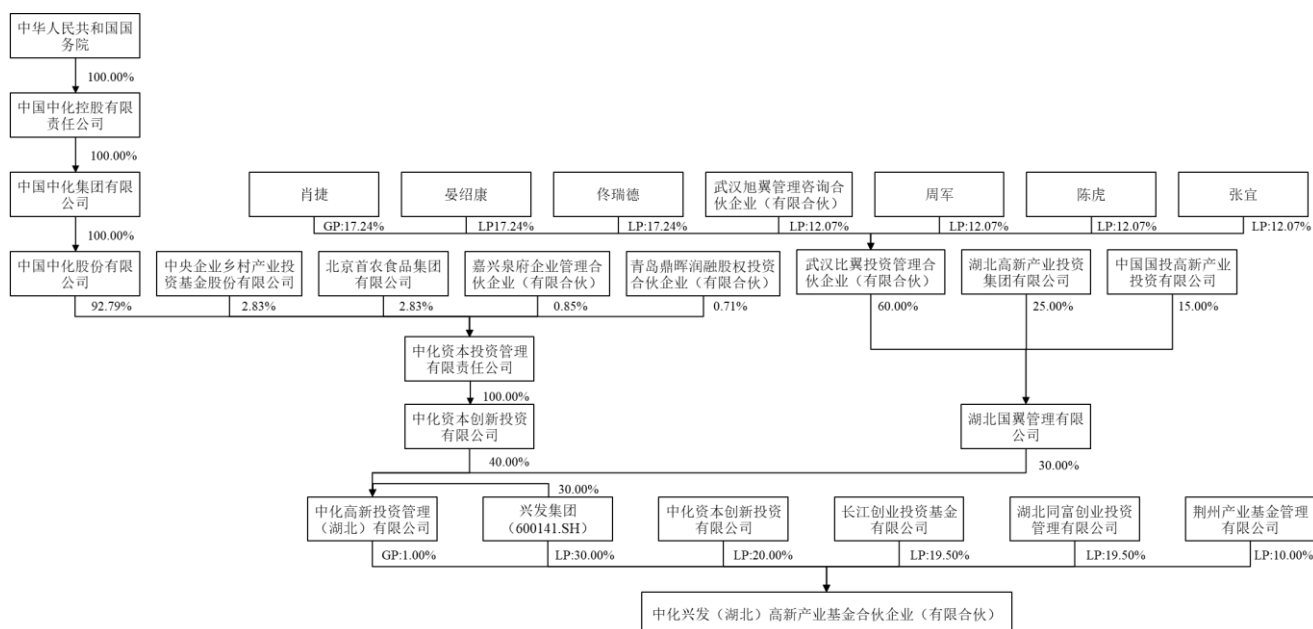 中华人民共和国国
务院
100.00%
中国中化控股有限
责任公司
100.00%
中国中化集团有限
公司
肖捷
晏绍康
佟瑞德
武汉旭翼管理咨询合
伙企业（有限合伙）
周军
陈虎
张宜
100.00%
GP:17.24%
LP17.24%
LP:17.24%
LP:12.07%
LP:12.07%
LP:12.07%
LP:12.07%
中国中化股份有限
公司
中央企业乡村产业投
资基金股份有限公司
北京首农食品集团
有限公司
嘉兴泉府企业管理合
伙企业（有限合伙）
青岛鼎晖润融股权投资
合伙企业（有限合伙）
武汉比翼投资管理合
伙企业（有限合伙）
湖北高新产业投资
集团有限公司
中国国投高新产业
投资有限公司
92.79%
2.83%
2.83%
0.85%
0.71%
60.00%
25.00%
15.00%
中化资本投资管理
有限责任公司
100.00%
中化资本创新投资
有限公司
湖北国翼管理有限
公司
40.00%
30.00%
30.00%
中化高新投资管理
（湖北）有限公司
兴发集团
（600141.SH）
中化资本创新投资
有限公司
长江创业投资基金
有限公司
湖北同富创业投资
管理有限公司
荆州产业基金管理
有限公司
GP:1.00%
LP:30.00%
LP:20.00%
LP:19.50%
LP:19.50%
LP:10.00%
中化兴发（湖北）高新产业基金合伙企业（有限合伙）